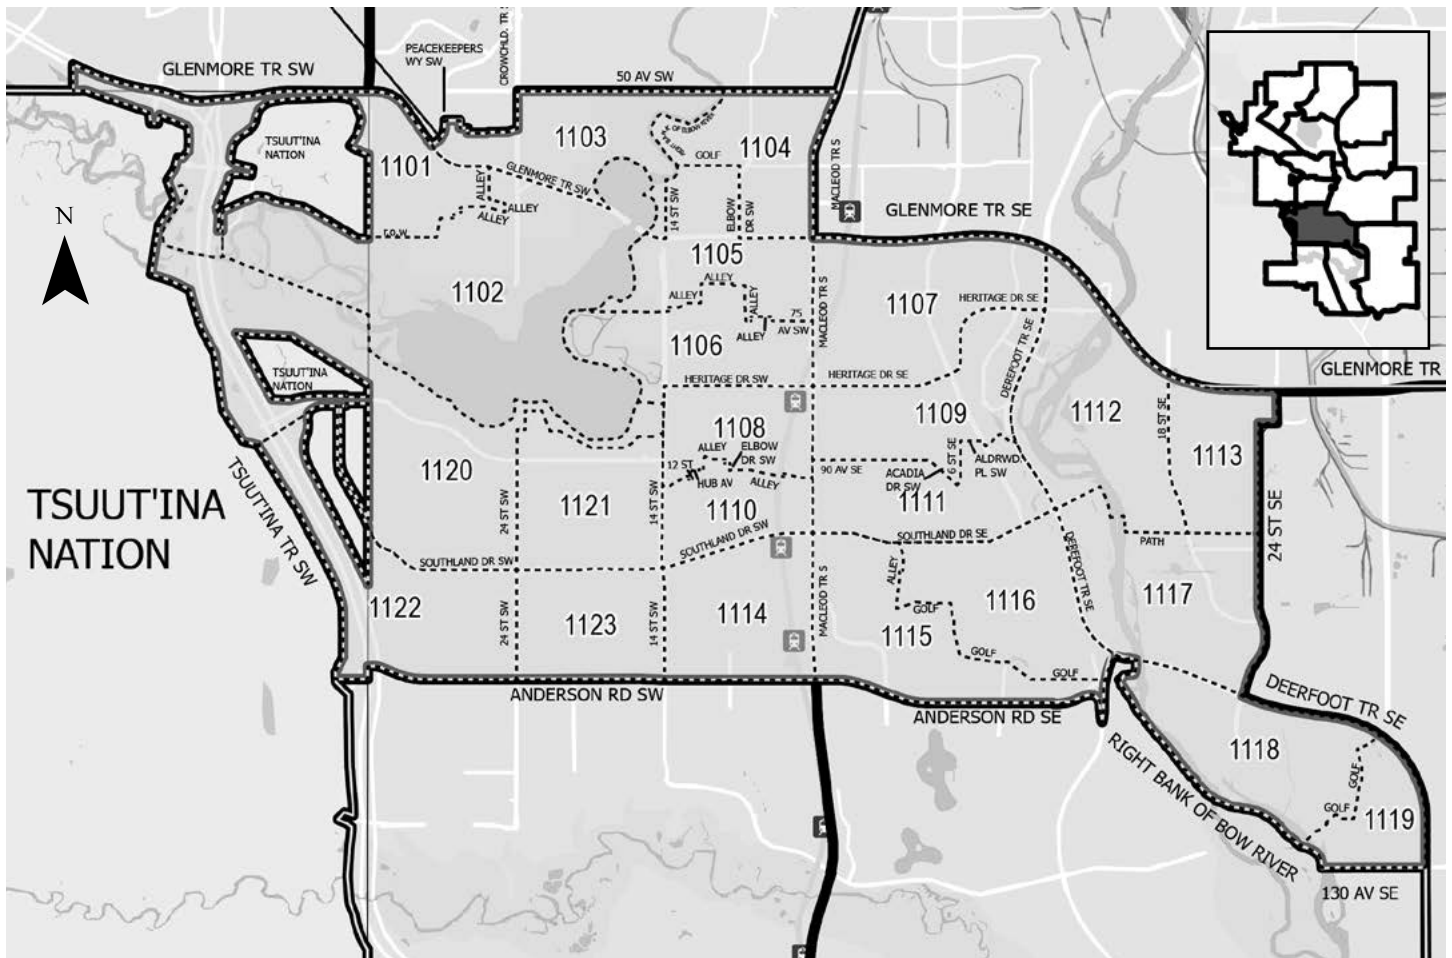 GLENMORE TR SW
PEACEKEEPERS
WY SW
CROWCHLD. TR S
50 AV SW
TSUUT'INA
NATION
1101
1103
1104
OF ELBOW RIVER
GOLF
GLENMORE TR SW
ALLEY
ALLEY
ALLEY
14 ST SW
ELBOW
DR SW
MACLEOD TR S
GLENMORE TR SE
N
1105
1102
ALLEY
ALLEY
ALLEY
ALLEY
75
AV SW
MACLEOD TR S
1107
HERITAGE DR SE
DEREFOOT TR SE
1106
HERITAGE DR SW
HERITAGE DR SE
TSUUT'INA
NATION
GLENMORE TR
1108
1109
1112
18 ST SE
1113
ALLEY
ELBOW
DR SW
12 ST
HUB AV
ALLEY
90 AV SE
ACADIA
DR SW
6 ST SE
ALDRWD.
PL SW
1120
1121
1110
1111
24 ST SW
14 ST SW
TSUUT'INA
NATION
TSUUT'INA TR SW
SOUTHLAND DR SW
SOUTHLAND DR SW
SOUTHLAND DR SE
PATH
24 ST SE
DEREFOOT TR SE
ALLEY
1122
1123
1114
1115
1116
1117
24 ST SW
14 ST SW
MACLEOD TR S
GOLF
GOLF
GOLF
ANDERSON RD SW
ANDERSON RD SE
DEERFOOT TR SE
RIGHT BANK OF BOW RIVER
1118
GOLF
GOLF
1119
130 AV SE